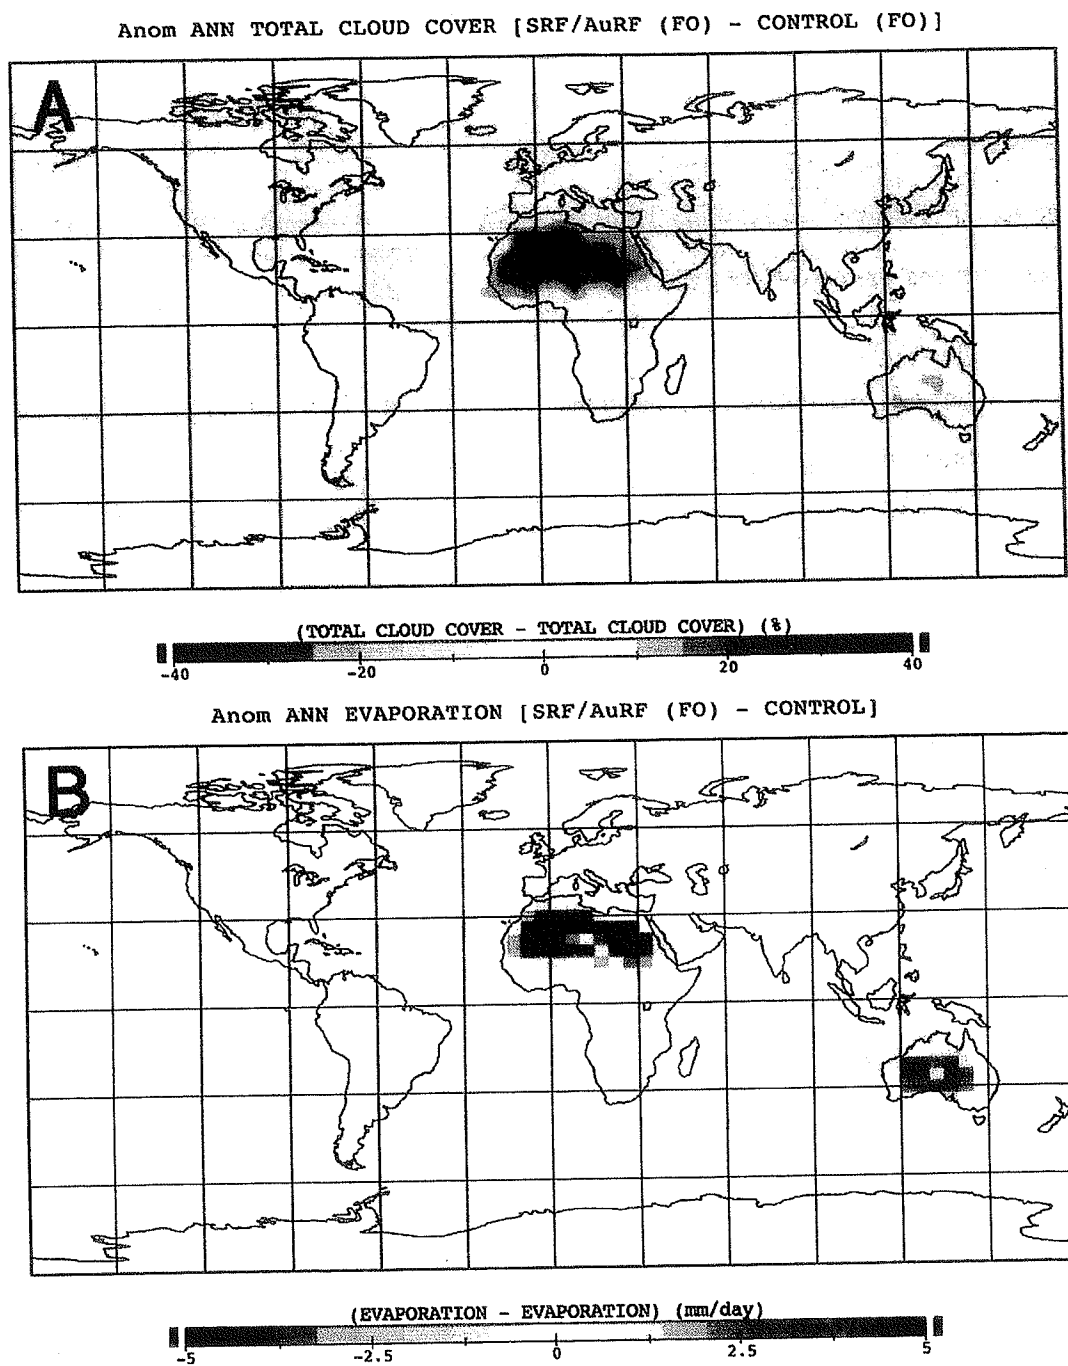 Anom ANN TOTAL CLOUD COVER [SRF/AuRF (FO) - CONTROL (FO)]
A
(TOTAL CLOUD COVER - TOTAL CLOUD COVER) (%)
-40 -20 0 20 40
Anom ANN EVAPORATION [SRF/AuRF (FO) - CONTROL]
B
(EVAPORATION - EVAPORATION) (mm/day)
-5 -2.5 0 2.5 5